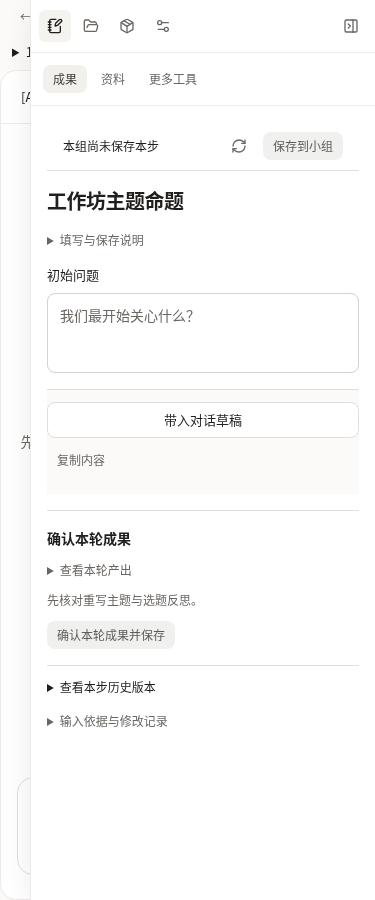 成果 资料 更多工具
本组尚未保存本步 保存到小组
工作坊主题命题
填写与保存说明
初始问题
我们最开始关心什么?
带入对话草稿
复制内容
确认本轮成果
查看本轮产出
先核对重写主题与选题反思。
确认本轮成果并保存
查看本步历史版本
输入依据与修改记录